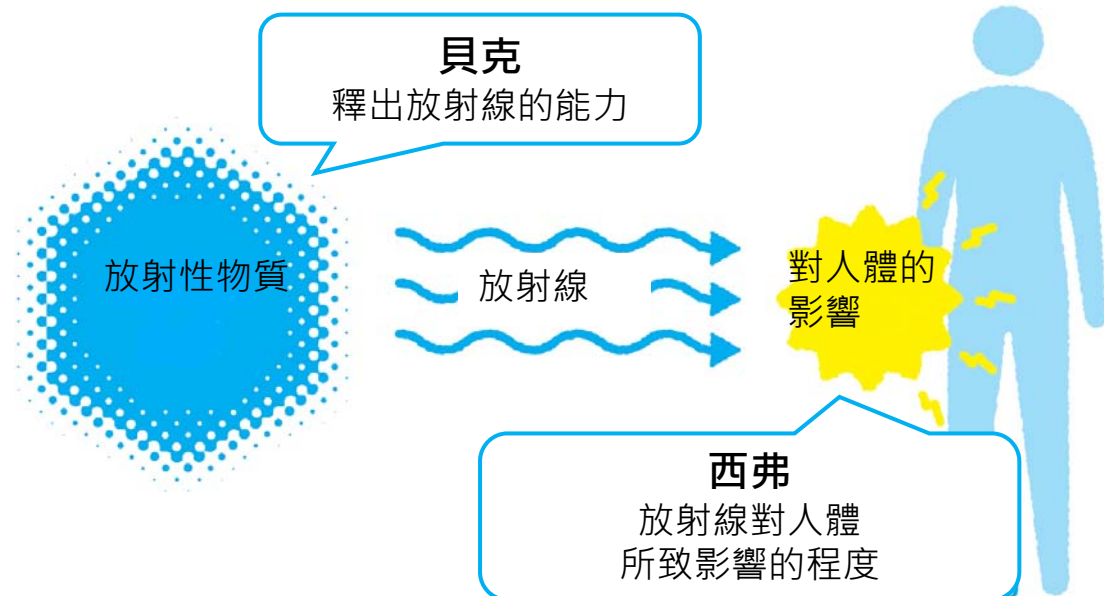 貝克
釋出放射線的能力
放射性物質
放射線
對人體的
影響
西弗
放射線對人體
所致影響的程度